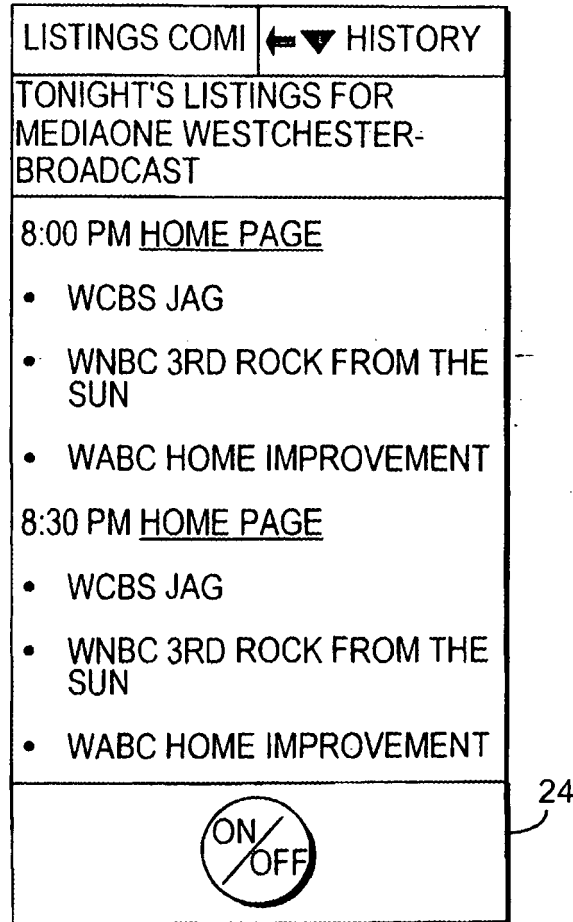 LISTINGS COMI HISTORY
TONIGHT'S LISTINGS FOR
MEDIAONE WESTCHESTER-
BROADCAST
8:00 PM HOME PAGE
• WCBS JAG
• WNBC 3RD ROCK FROM THE
SUN
• WABC HOME IMPROVEMENT
8:30 PM HOME PAGE
• WCBS JAG
• WNBC 3RD ROCK FROM THE
SUN
• WABC HOME IMPROVEMENT
24
ON/OFF